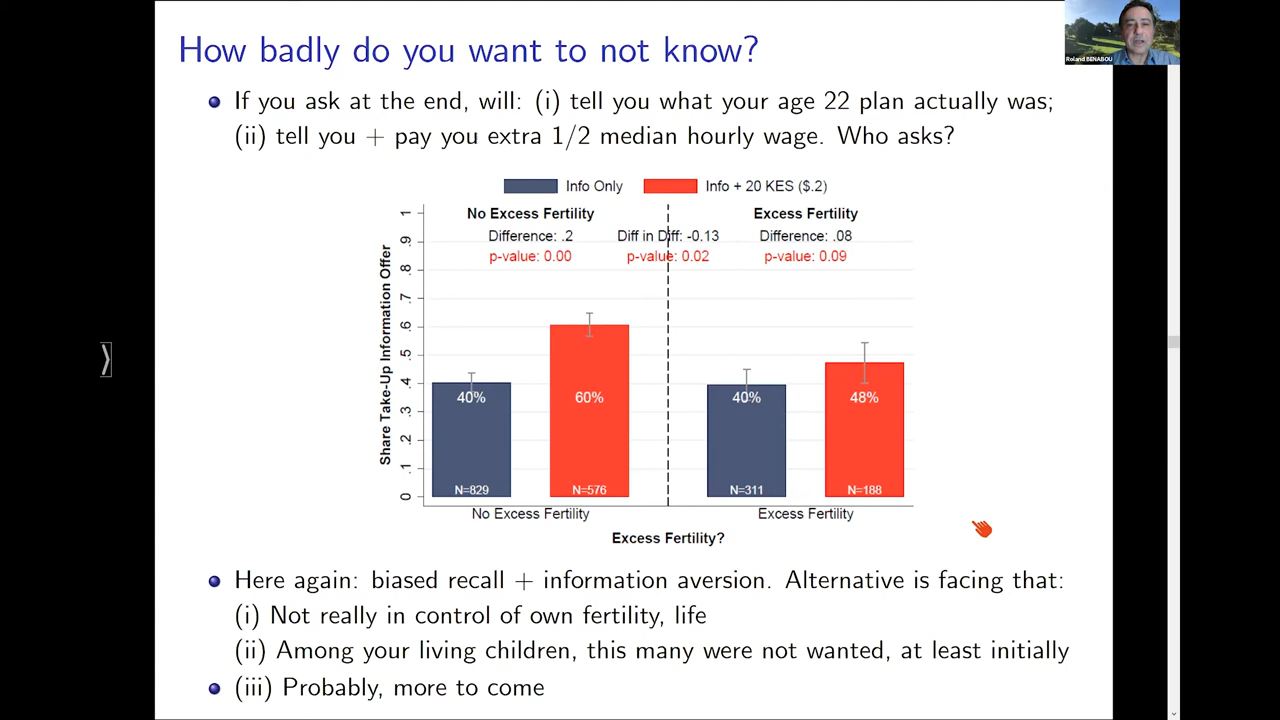 How badly do you want to not know?
Roland BENABOU
If you ask at the end, will: (i) tell you what your age 22 plan actually was;
(ii) tell you + pay you extra 1/2 median hourly wage. Who asks?
Info Only
Info + 20 KES ($.2)
No Excess Fertility
Excess Fertility
Difference: .2
Diff in Diff: -0.13
Difference: .08
p-value: 0.00
p-value: 0.02
p-value: 0.09
Share Take-Up Information Offer
1
.9
.8
.7
.6
.5
.4
.3
.2
.1
0
40%
60%
40%
48%
N=829
N=576
N=311
N=188
No Excess Fertility
Excess Fertility
Excess Fertility?
Here again: biased recall + information aversion. Alternative is facing that:
(i) Not really in control of own fertility, life
(ii) Among your living children, this many were not wanted, at least initially
(iii) Probably, more to come